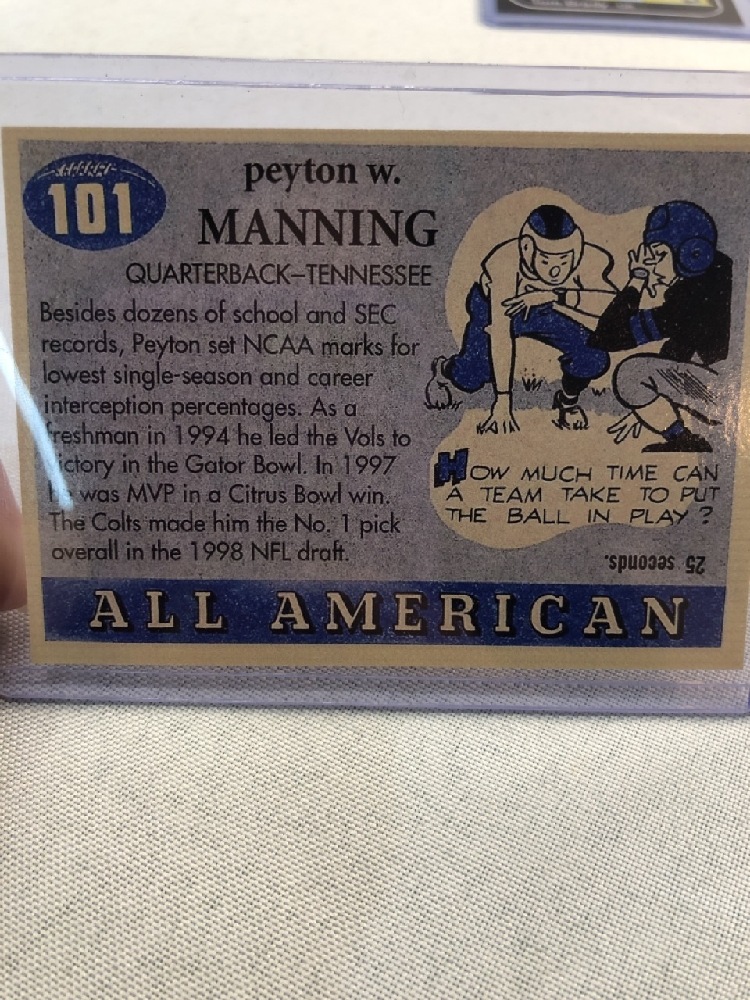 101
peyton w.
MANNING
QUARTERBACK–TENNESSEE
Besides dozens of school and SEC
records, Peyton set NCAA marks for
lowest single-season and career
interception percentages. As a
freshman in 1994 he led the Vols to
victory in the Gator Bowl. In 1997
he was MVP in a Citrus Bowl win.
The Colts made him the No. 1 pick
overall in the 1998 NFL draft.
HOW MUCH TIME CAN
A TEAM TAKE TO PUT
THE BALL IN PLAY?
25 seconds.
ALL AMERICAN